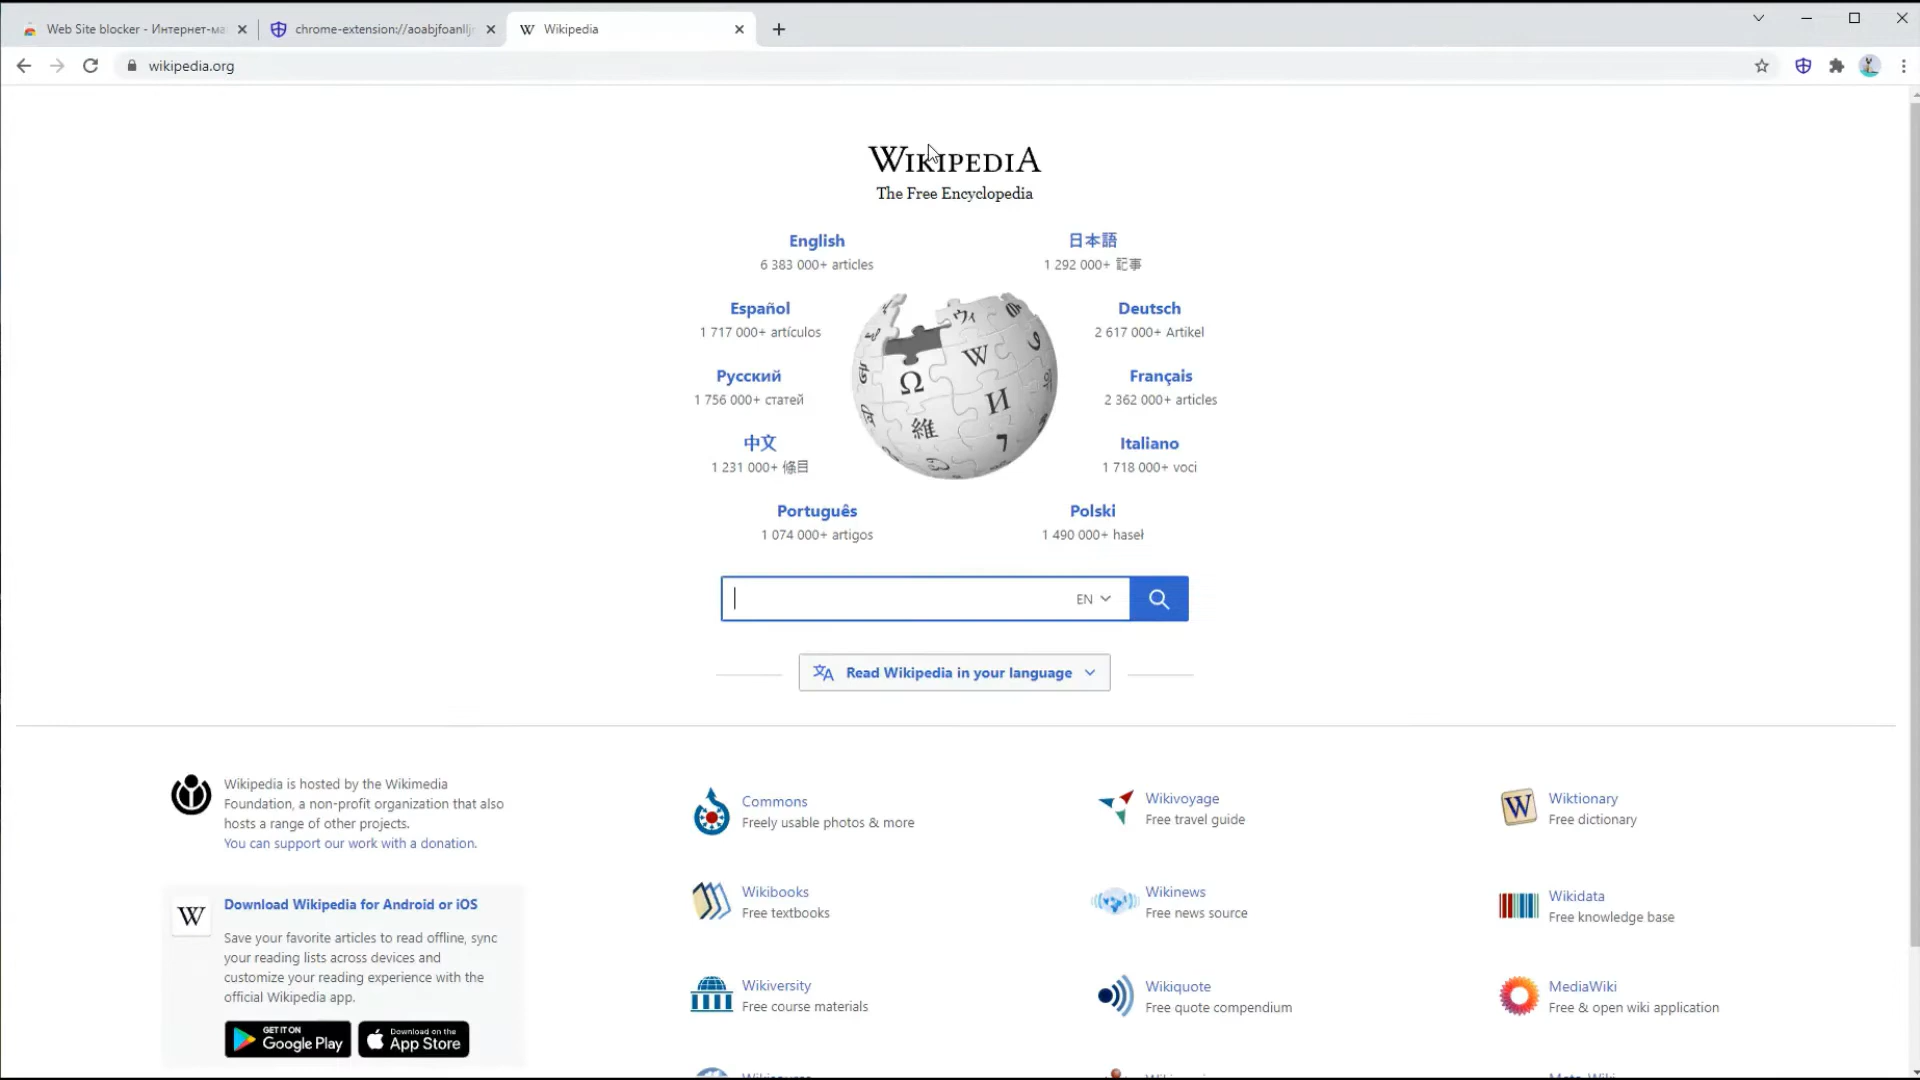 Web Site blocker - Интернет-ма
chrome-extension://aoabjfoanllj
Wikipedia
wikipedia.org
WIKIPEDIA
The Free Encyclopedia
English
6 383 000+ articles
日本語
1 292 000+ 記事
Español
1 717 000+ artículos
Deutsch
2 617 000+ Artikel
Русский
1 756 000+ статей
Français
2 362 000+ articles
中文
1 231 000+ 條目
Italiano
1 718 000+ voci
Português
1 074 000+ artigos
Polski
1 490 000+ haseł
EN
Read Wikipedia in your language
Wikipedia is hosted by the Wikimedia
Foundation, a non-profit organization that also
hosts a range of other projects.
You can support our work with a donation.
Download Wikipedia for Android or iOS
Save your favorite articles to read offline, sync
your reading lists across devices and
customize your reading experience with the
official Wikipedia app.
GET IT ON
Google Play
Download on the
App Store
Commons
Freely usable photos & more
Wikivoyage
Free travel guide
Wiktionary
Free dictionary
Wikibooks
Free textbooks
Wikinews
Free news source
Wikidata
Free knowledge base
Wikiversity
Free course materials
Wikiquote
Free quote compendium
MediaWiki
Free & open wiki application